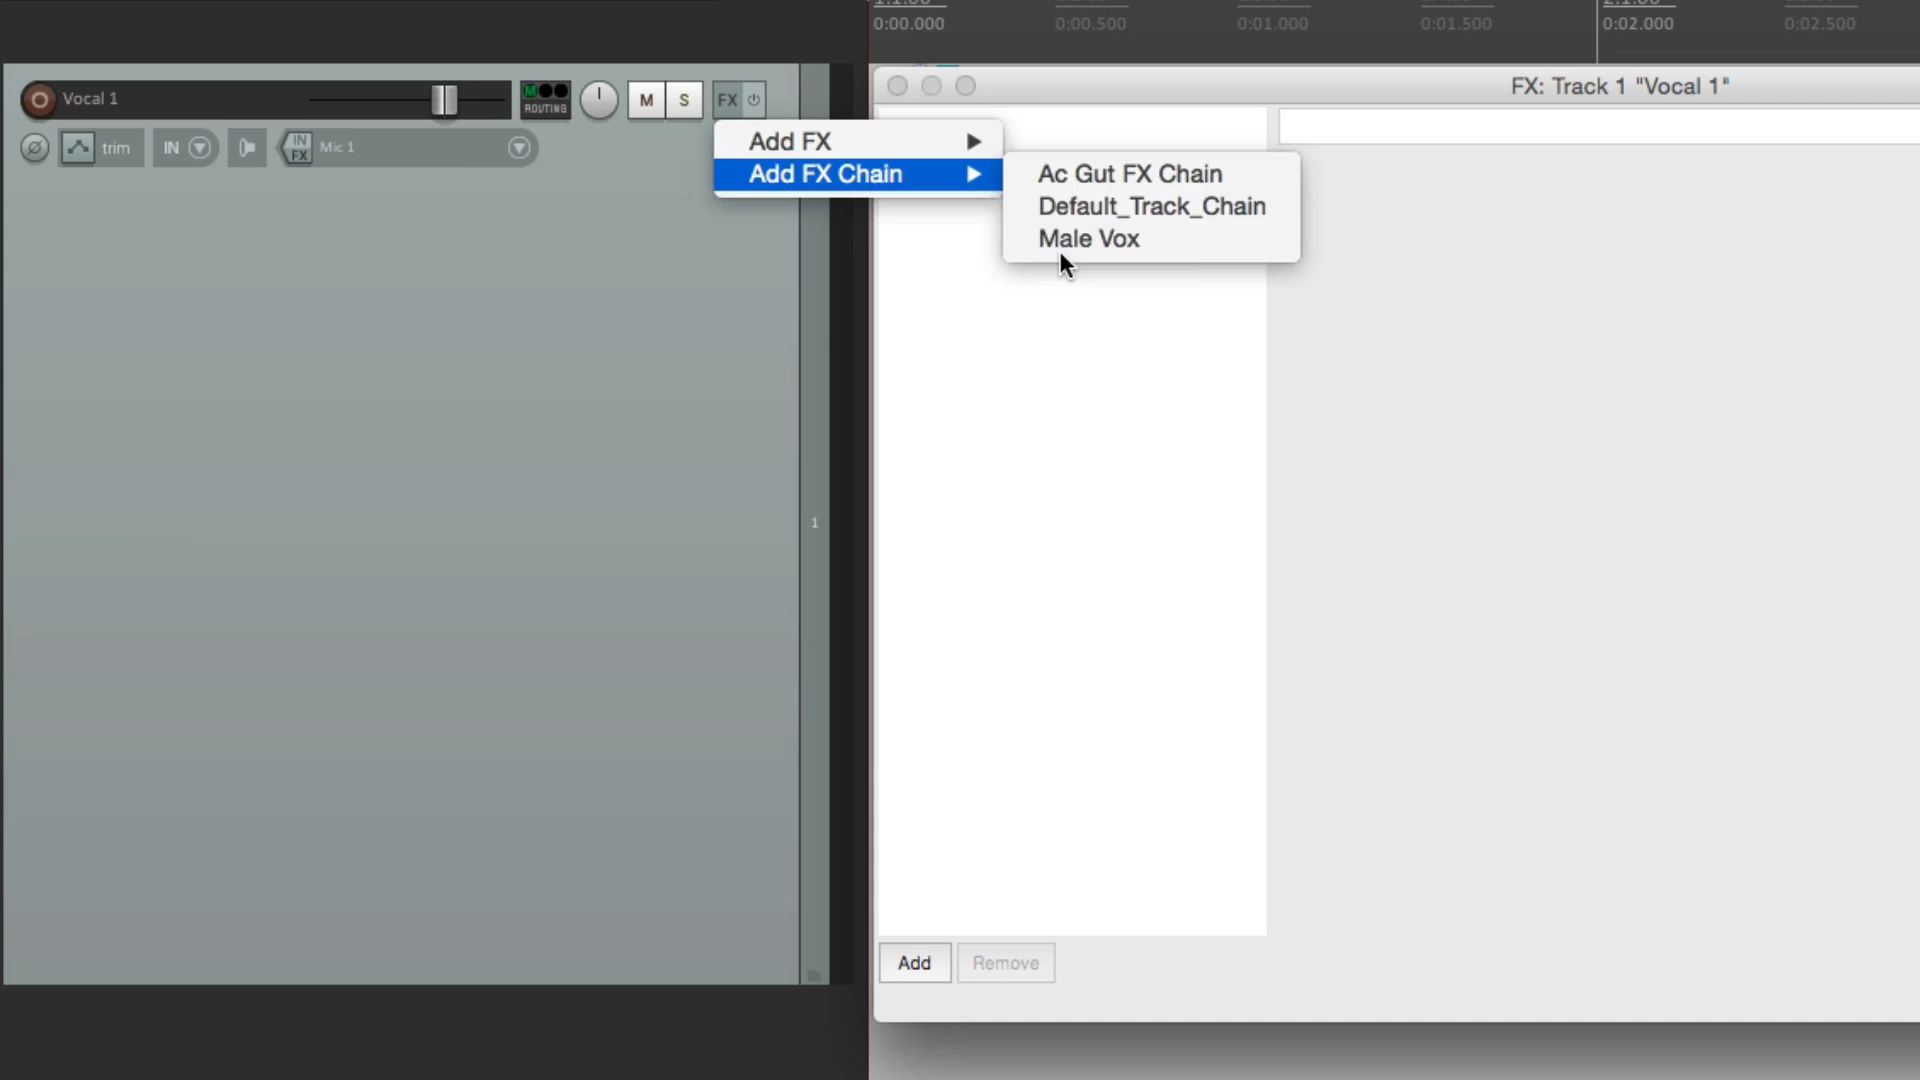 0:00.000 0:00.500 0:01.000 0:01.500 0:02.000 0:02.500
FX: Track 1 "Vocal 1"
Vocal 1
ROUTING
M S FX
trim IN IN FX Mic 1
Add FX
Add FX Chain
Ac Gut FX Chain
Default_Track_Chain
Male Vox
1
Add Remove